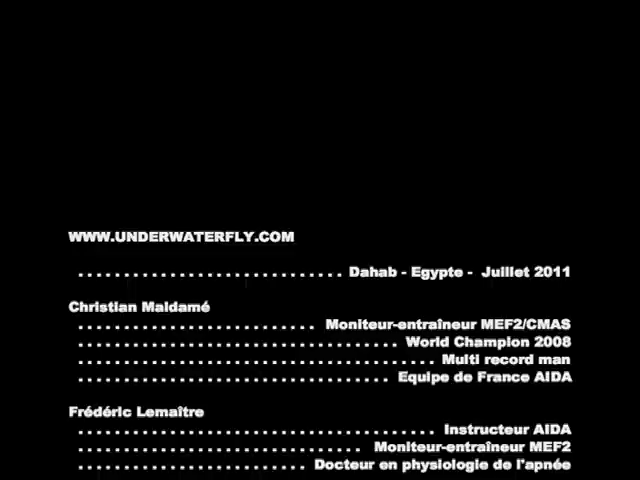 WWW.UNDERWATERFLY.COM
............................. Dahab - Egypte - Juillet 2011
Christian Maldamé
.......................... Moniteur-entraîneur MEF2/CMAS
................................... World Champion 2008
....................................... Multi record man
.................................. Equipe de France AIDA
Frédéric Lemaître
....................................... Instructeur AIDA
............................... Moniteur-entraîneur MEF2
......................... Docteur en physiologie de l'apnée